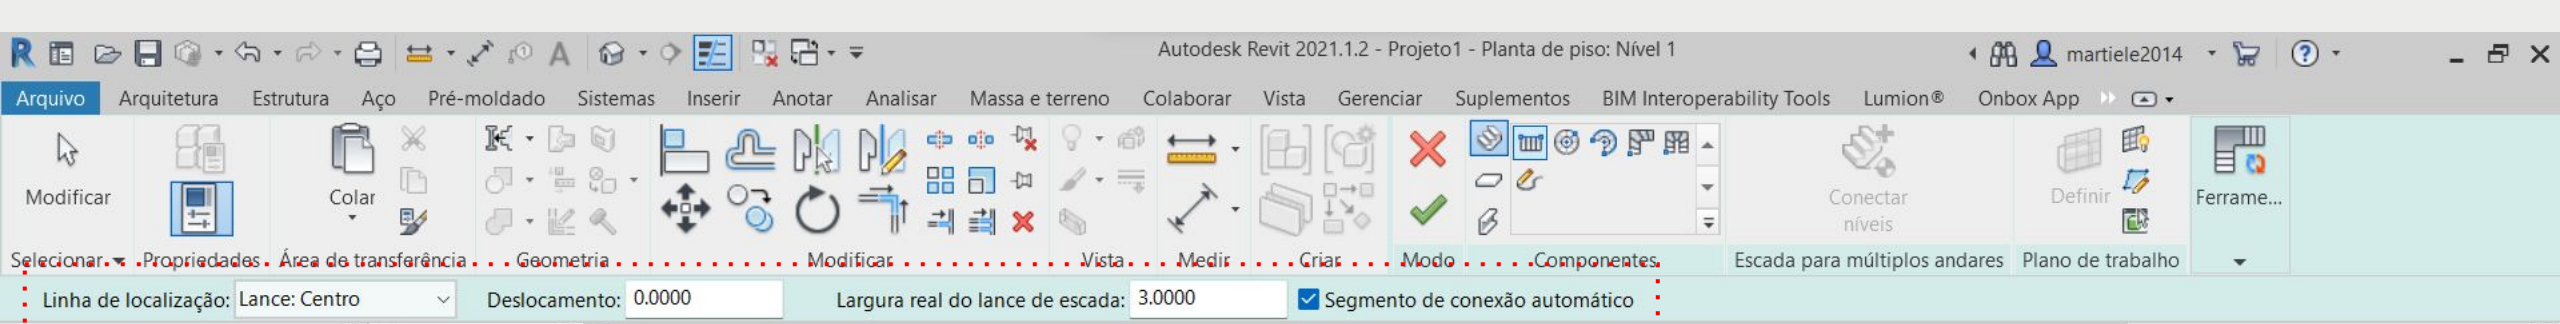 Autodesk Revit 2021.1.2 - Projeto1 - Planta de piso: Nível 1
martiele2014
Arquivo Arquitetura Estrutura Aço Pré-moldado Sistemas Inserir Anotar Analisar Massa e terreno Colaborar Vista Gerenciar Suplementos BIM Interoperability Tools Lumion® Onbox App
Modificar Colar Conectar níveis Definir Ferrame...
Selecionar Propriedades Área de transferência Geometria Modificar Vista Medir Criar Modo Componentes Escada para múltiplos andares Plano de trabalho
Linha de localização: Lance: Centro Deslocamento: 0.0000 Largura real do lance de escada: 3.0000 Segmento de conexão automático